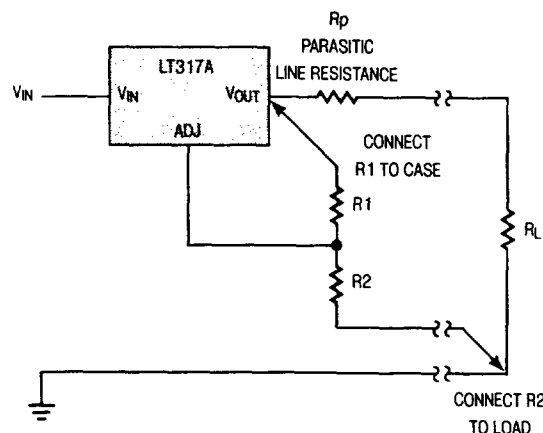 Rp
PARASITIC
LINE RESISTANCE
LT317A
VIN
VIN
VOUT
ADJ
CONNECT
R1 TO CASE
R1
RL
R2
CONNECT R2
TO LOAD